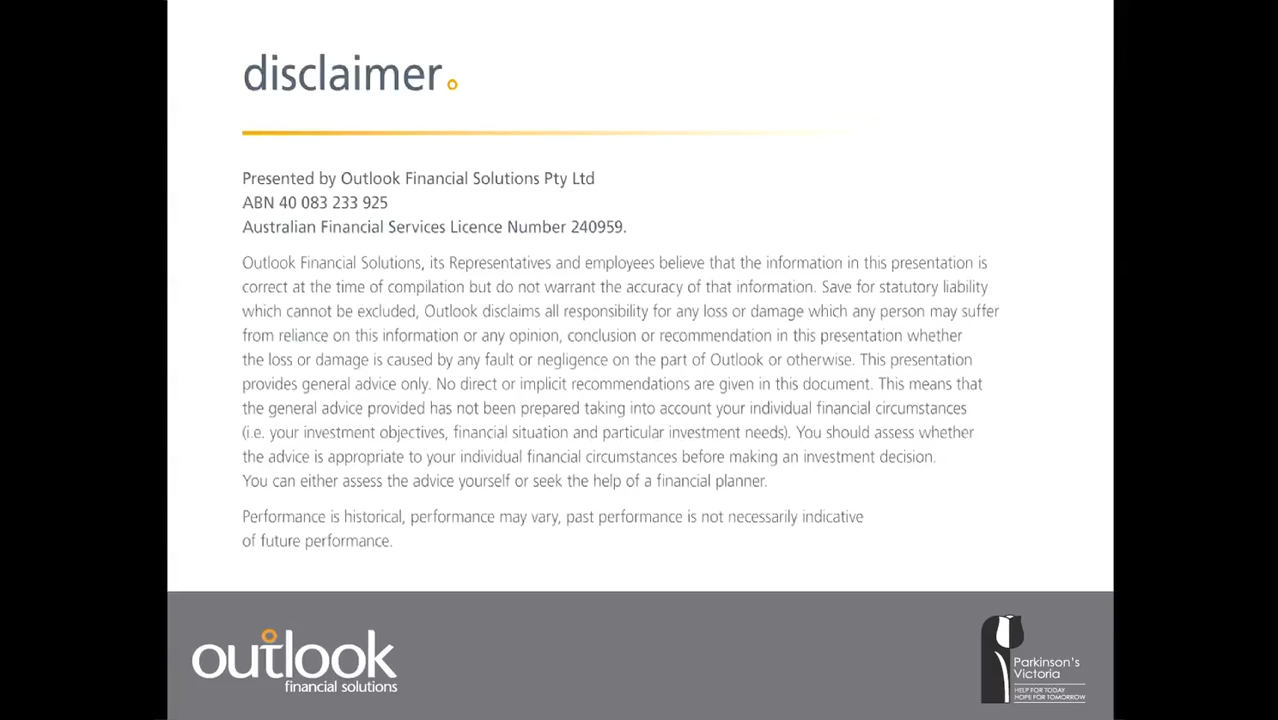 disclaimer.
Presented by Outlook Financial Solutions Pty Ltd
ABN 40 083 233 925
Australian Financial Services Licence Number 240959.
Outlook Financial Solutions, its Representatives and employees believe that the information in this presentation is
correct at the time of compilation but do not warrant the accuracy of that information. Save for statutory liability
which cannot be excluded, Outlook disclaims all responsibility for any loss or damage which any person may suffer
from reliance on this information or any opinion, conclusion or recommendation in this presentation whether
the loss or damage is caused by any fault or negligence on the part of Outlook or otherwise. This presentation
provides general advice only. No direct or implicit recommendations are given in this document. This means that
the general advice provided has not been prepared taking into account your individual financial circumstances
(i.e. your investment objectives, financial situation and particular investment needs). You should assess whether
the advice is appropriate to your individual financial circumstances before making an investment decision.
You can either assess the advice yourself or seek the help of a financial planner.
Performance is historical, performance may vary, past performance is not necessarily indicative
of future performance.
outlook
financial solutions
Parkinson's
Victoria
HELP FOR TODAY
HOPE FOR TOMORROW